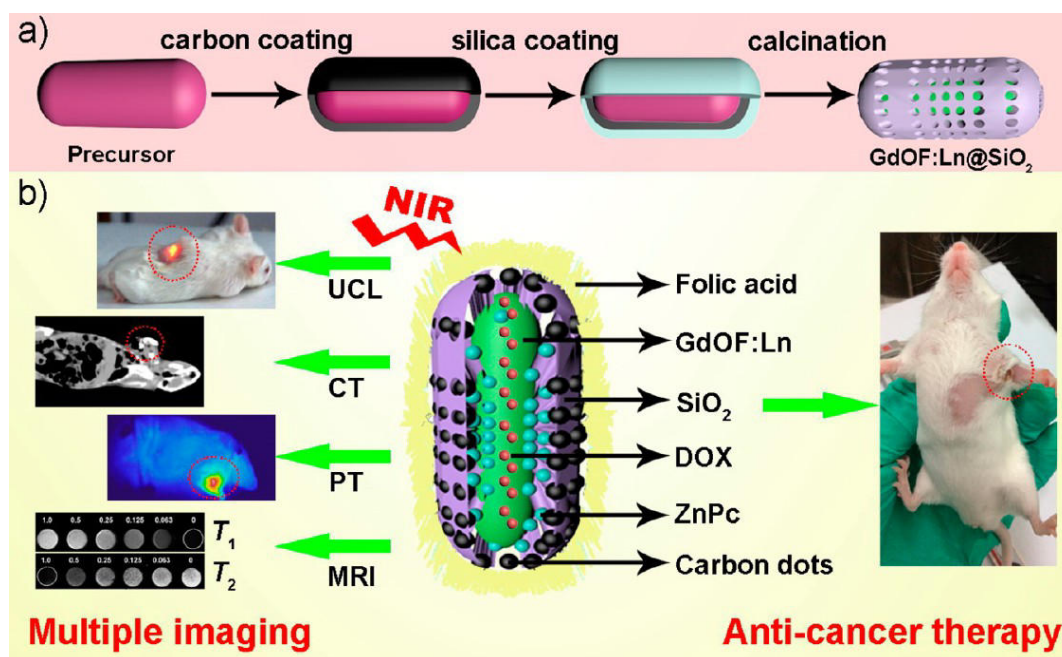 a)
carbon coating
silica coating
calcination
Precursor
GdOF:Ln@SiO₂
b)
NIR
UCL
CT
PT
1.0 0.5 0.25 0.125 0.063 0
T₁
1.0 0.5 0.25 0.125 0.063 0
T₂
MRI
Folic acid
GdOF:Ln
SiO₂
DOX
ZnPc
Carbon dots
Multiple imaging
Anti-cancer therapy